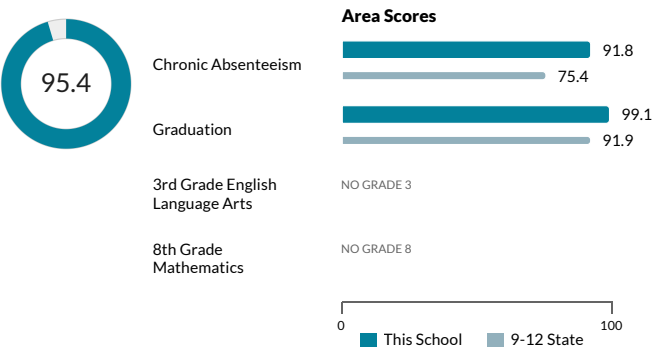 Area Scores
95.4
Chronic Absenteeism
91.8
75.4
Graduation
99.1
91.9
3rd Grade English
Language Arts
NO GRADE 3
8th Grade
Mathematics
NO GRADE 8
0
100
This School
9-12 State